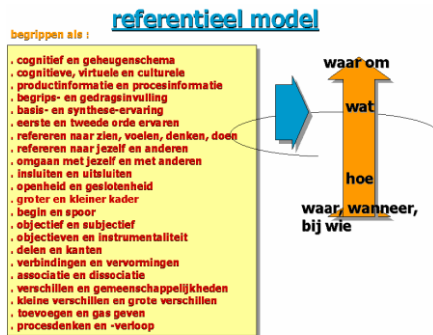 referentieel model
begrippen als :
. cognitief en geheugenschema
. cognitieve, virtuele en culturele
. productinformatie en procesinformatie
. begrips- en gedragsinvulling
. basis- en synthese-ervaring
. eerste en tweede orde ervaren
. refereren naar zien, voelen, denken, doen
. refereren naar jezelf en anderen
. omgaan met jezelf en met anderen
. insluiten en uitsluiten
. openheid en geslotenheid
. groter en kleiner kader
. begin en spoor
. objectief en subjectief
. objectieven en instrumentaliteit
. delen en kanten
. verbindingen en vervormingen
. associatie en dissociatie
. verschillen en gemeenschappelijkheden
. kleine verschillen en grote verschillen
. toevoegen en gas geven
. procesdenken en -verloop
waar om
wat
hoe
waar, wanneer,
bij wie